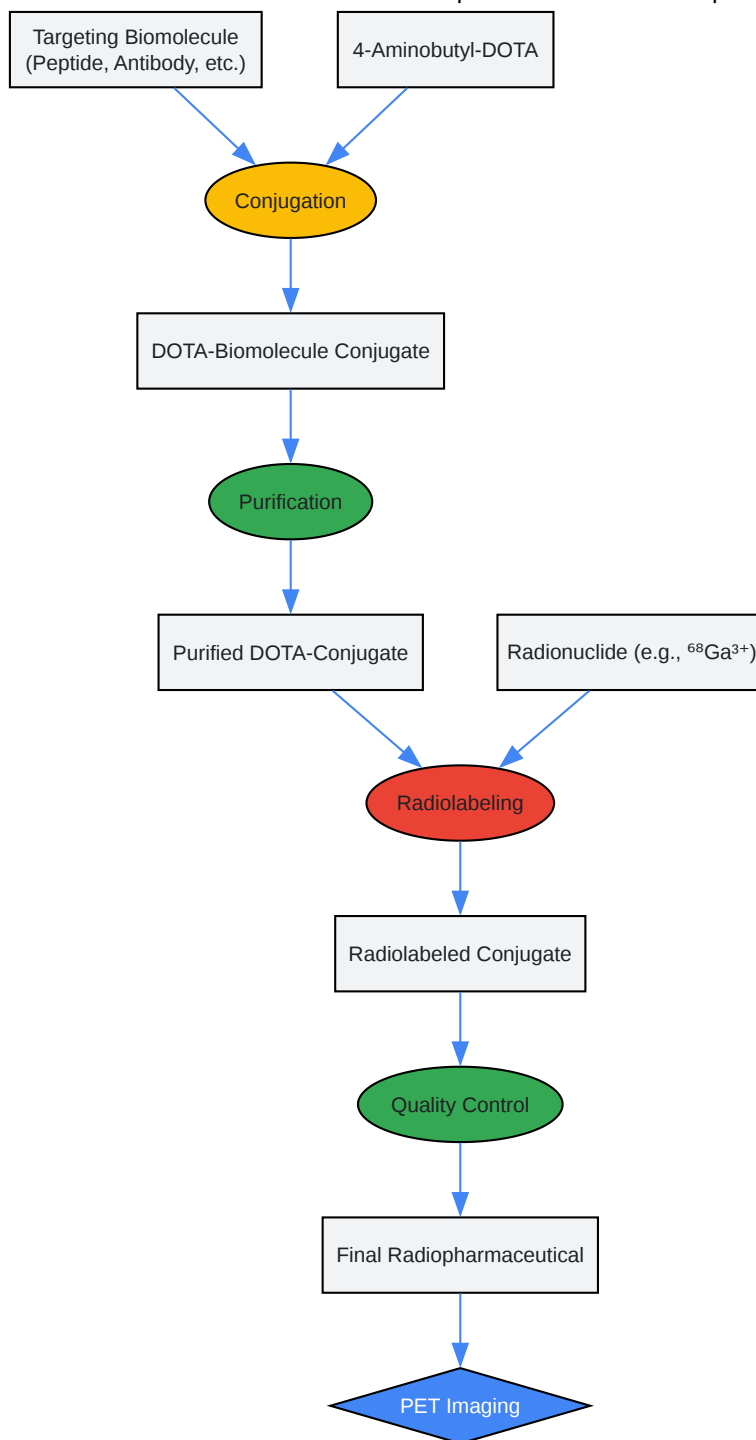 Targeting Biomolecule
(Peptide, Antibody, etc.)
4-Aminobutyl-DOTA
Conjugation
DOTA-Biomolecule Conjugate
Purification
Purified DOTA-Conjugate
Radionuclide (e.g., ⁶⁸Ga³⁺)
Radiolabeling
Radiolabeled Conjugate
Quality Control
Final Radiopharmaceutical
PET Imaging